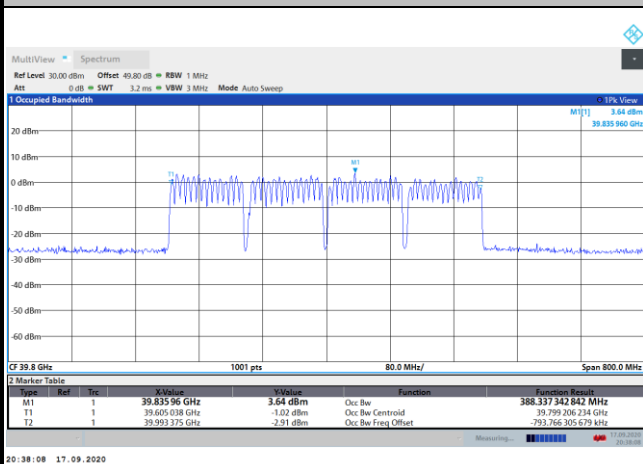 MultiView Spectrum
Ref Level 30.00 dBm Offset 49.80 dB RBW 1 MHz
Att 0 dB SWT 3.2 ms VBW 3 MHz Mode Auto Sweep
1 Occupied Bandwidth 1Pk View
M1[1] 3.64 dBm
39.835 960 GHz
20 dBm
10 dBm
T1 M1 T2
0 dBm
-10 dBm
-20 dBm
-30 dBm
-50 dBm
-60 dBm
CF 39.8 GHz 1001 pts 80.0 MHz/ Span 800.0 MHz
2 Marker Table
Type Ref Trc X-Value Y-Value Function Function Result
M1 1 39.83596 GHz 3.64 dBm Occ Bw 388.337 342 842 MHz
T1 1 39.605 038 GHz -1.02 dBm Occ Bw Centroid 39.799 206 234 GHz
T2 1 39.993 375 GHz -2.91 dBm Occ Bw Freq Offset -793.766 305 679 kHz
Measuring... 17.09.2020
20:38:08
20:38:08 17.09.2020